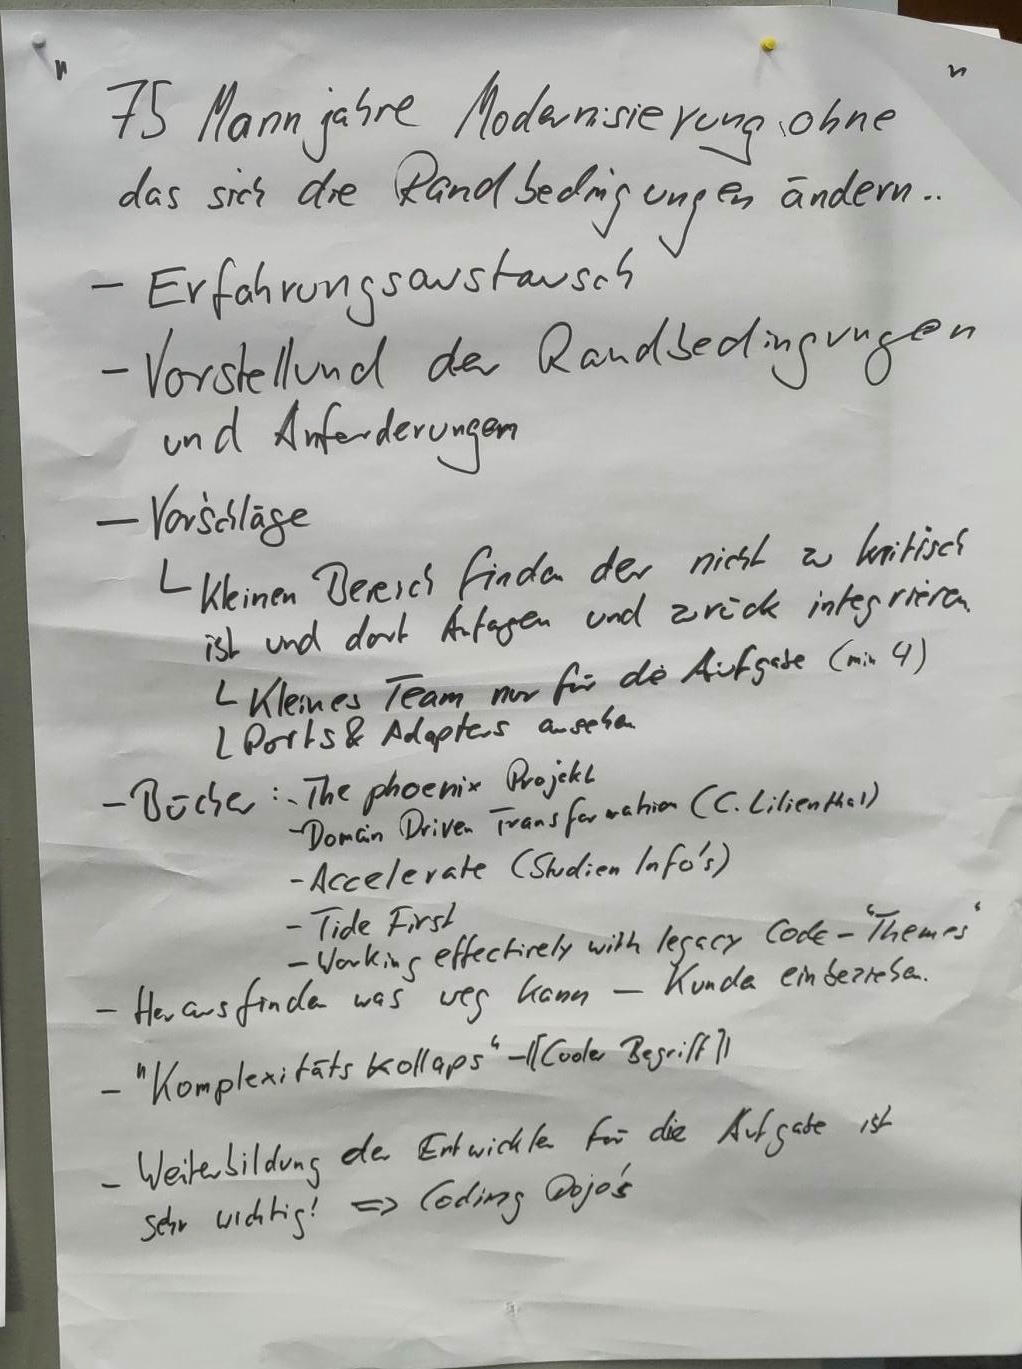 " 75 Mannjahre Modernisierung, ohne "
das sich die Randbedingungen ändern..
- Erfahrungsaustausch
- Vorstellund der Randbedingungen
und Anforderungen
- Vorschläge
Kleinen Bereich finden der nicht zu kritisch
ist und dort Anfagen und zurück integrieren
Kleines Team nur für die Aufgabe (min 4)
Ports & Adapters ansehen
- Bücher: - The phoenix Projekt
- Domain Driven Transformation (C. Lilienthal)
- Accelerate (Studien Info's)
- Tide First
- Working effectively with legacy Code - "Themes"
- Herausfinden was weg kann - Kunde einbeziehen.
- "Komplexitäts kollaps" - [[Cooler Begriff]]
- Weiterbildung der Entwickler für die Aufgabe ist
sehr wichtig! => Coding Dojo's